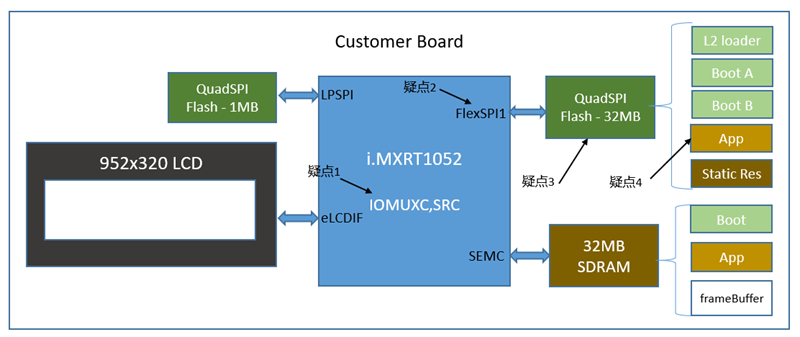 Customer Board
QuadSPI
Flash - 1MB
952x320 LCD
LPSPI
疑点2
FlexSPI1
i.MXRT1052
疑点1
IOMUXC,SRC
eLCDIF
SEMC
QuadSPI
Flash - 32MB
疑点3
疑点4
32MB
SDRAM
L2 loader
Boot A
Boot B
App
Static Res
Boot
App
frameBuffer